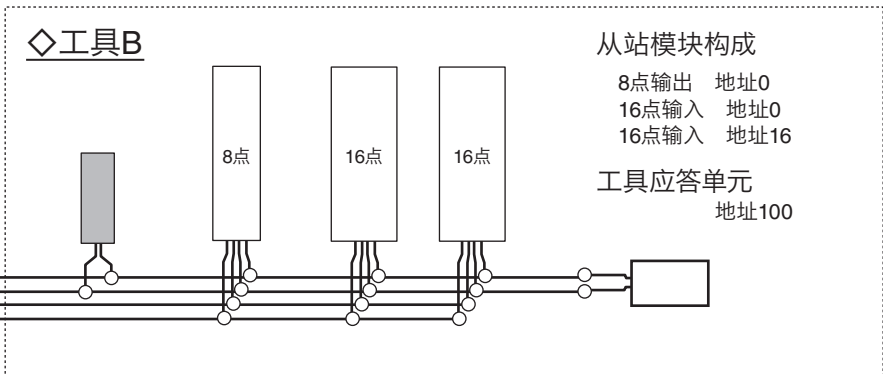 ◇工具B
8点
16点
16点
从站模块构成
8点输出 地址0
16点输入 地址0
16点输入 地址16
工具应答单元
地址100